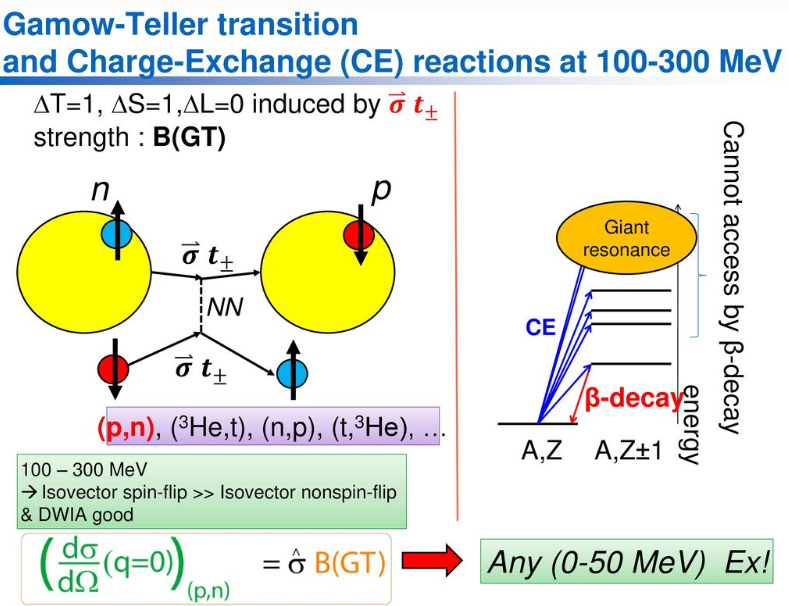 Gamow-Teller transition
and Charge-Exchange (CE) reactions at 100-300 MeV
ΔT=1, ΔS=1,ΔL=0 induced by σ⃗ t±
strength : B(GT)
n
p
σ⃗ t±
NN
σ⃗ t±
(p,n), (³He,t), (n,p), (t,³He), …
100 – 300 MeV
→ Isovector spin-flip >> Isovector nonspin-flip
& DWIA good
(dσ/dΩ (q=0))(p,n) = σ̂ B(GT)
Any (0-50 MeV) Ex!
Giant
resonance
CE
β-decay
A,Z A,Z±1
energy
Cannot access by β-decay